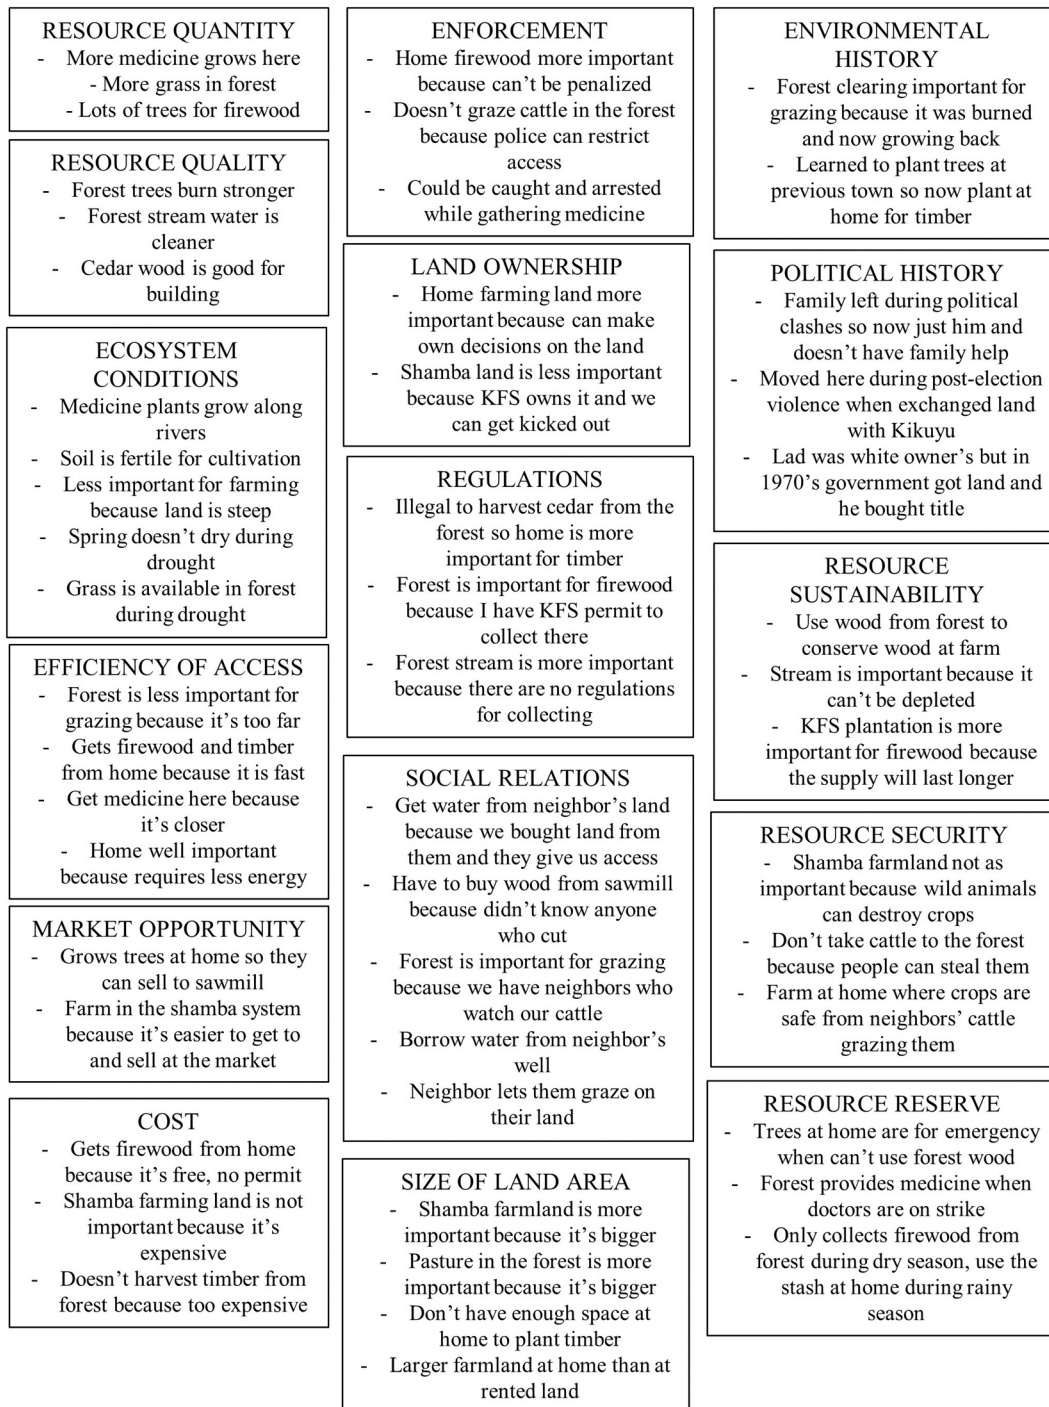 RESOURCE QUANTITY
- More medicine grows here
- More grass in forest
- Lots of trees for firewood
RESOURCE QUALITY
- Forest trees burn stronger
- Forest stream water is
cleaner
- Cedar wood is good for
building
ECOSYSTEM
CONDITIONS
- Medicine plants grow along
rivers
- Soil is fertile for cultivation
- Less important for farming
because land is steep
- Spring doesn't dry during
drought
- Grass is available in forest
during drought
EFFICIENCY OF ACCESS
- Forest is less important for
grazing because it's too far
- Gets firewood and timber
from home because it is fast
- Get medicine here because
it's closer
- Home well important
because requires less energy
MARKET OPPORTUNITY
- Grows trees at home so they
can sell to sawmill
- Farm in the shamba system
because it's easier to get to
and sell at the market
COST
- Gets firewood from home
because it's free, no permit
- Shamba farming land is not
important because it's
expensive
- Doesn't harvest timber from
forest because too expensive
ENFORCEMENT
- Home firewood more important
because can't be penalized
- Doesn't graze cattle in the forest
because police can restrict
access
- Could be caught and arrested
while gathering medicine
LAND OWNERSHIP
- Home farming land more
important because can make
own decisions on the land
- Shamba land is less important
because KFS owns it and we
can get kicked out
REGULATIONS
- Illegal to harvest cedar from the
forest so home is more
important for timber
- Forest is important for firewood
because I have KFS permit to
collect there
- Forest stream is more important
because there are no regulations
for collecting
SOCIAL RELATIONS
- Get water from neighbor's land
because we bought land from
them and they give us access
- Have to buy wood from sawmill
because didn't know anyone
who cut
- Forest is important for grazing
because we have neighbors who
watch our cattle
- Borrow water from neighbor's
well
- Neighbor lets them graze on
their land
SIZE OF LAND AREA
- Shamba farmland is more
important because it's bigger
- Pasture in the forest is more
important because it's bigger
- Don't have enough space at
home to plant timber
- Larger farmland at home than at
rented land
ENVIRONMENTAL
HISTORY
- Forest clearing important for
grazing because it was burned
and now growing back
- Learned to plant trees at
previous town so now plant at
home for timber
POLITICAL HISTORY
- Family left during political
clashes so now just him and
doesn't have family help
- Moved here during post-election
violence when exchanged land
with Kikuyu
- Lad was white owner's but in
1970's government got land and
he bought title
RESOURCE
SUSTAINABILITY
- Use wood from forest to
conserve wood at farm
- Stream is important because it
can't be depleted
- KFS plantation is more
important for firewood because
the supply will last longer
RESOURCE SECURITY
- Shamba farmland not as
important because wild animals
can destroy crops
- Don't take cattle to the forest
because people can steal them
- Farm at home where crops are
safe from neighbors' cattle
grazing them
RESOURCE RESERVE
- Trees at home are for emergency
when can't use forest wood
- Forest provides medicine when
doctors are on strike
- Only collects firewood from
forest during dry season, use the
stash at home during rainy
season